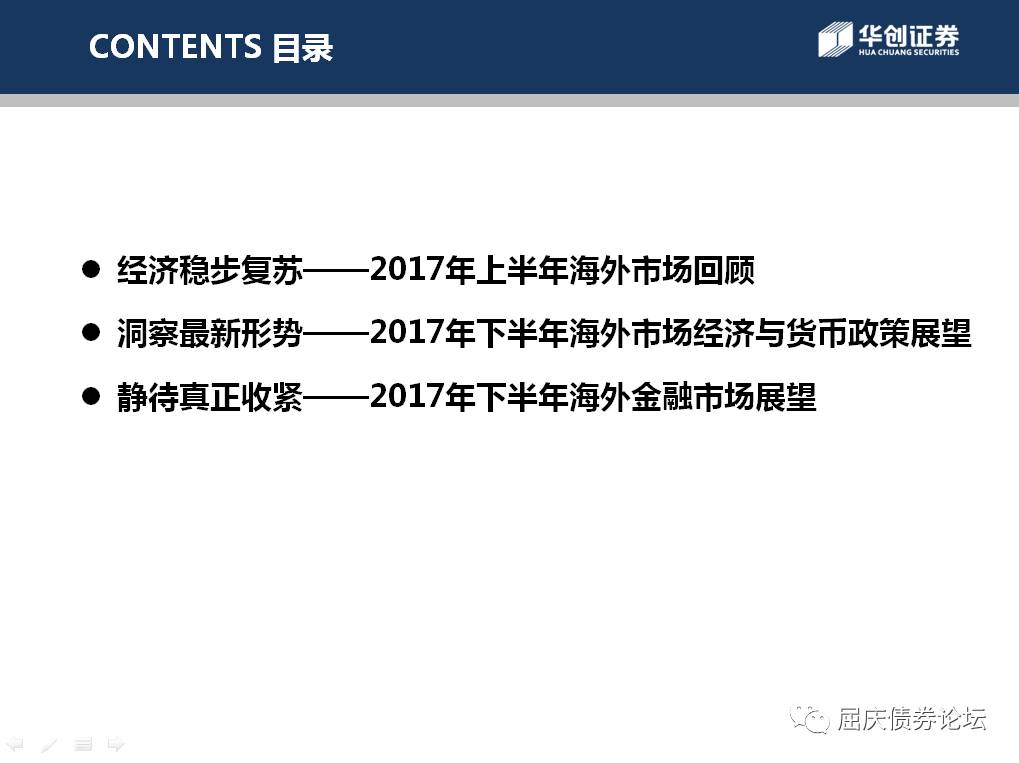 CONTENTS 目录
华创证券
HUA CHUANG SECURITIES
● 经济稳步复苏——2017年上半年海外市场回顾
● 洞察最新形势——2017年下半年海外市场经济与货币政策展望
● 静待真正收紧——2017年下半年海外金融市场展望
屈庆债券论坛